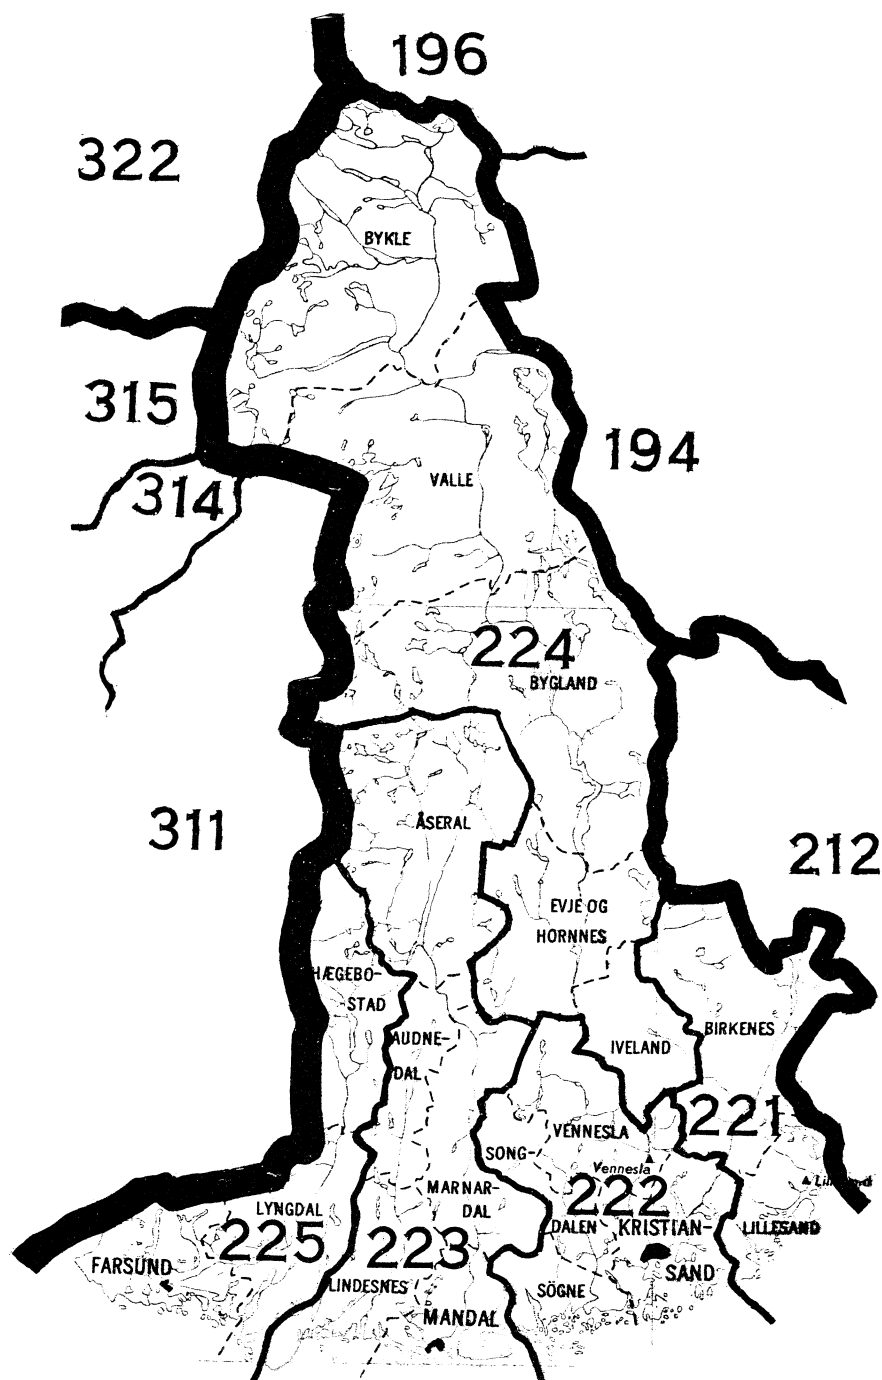 196
322
BYKLE
315
194
VALLE
314
224
BYGLAND
311
ÅSERAL
212
EVJE OG
HORNNES
HÆGEBO-
STAD
BIRKENES
AUDNE-
IVELAND
DAL
221
VENNESLA
SONG-
Vennesla
MARNAR-
DAL
222
LYNGDAL
DALEN
KRISTIAN-
LILLESAND
225
223
FARSUND
SAND
LINDESNES
SÖGNE
MANDAL